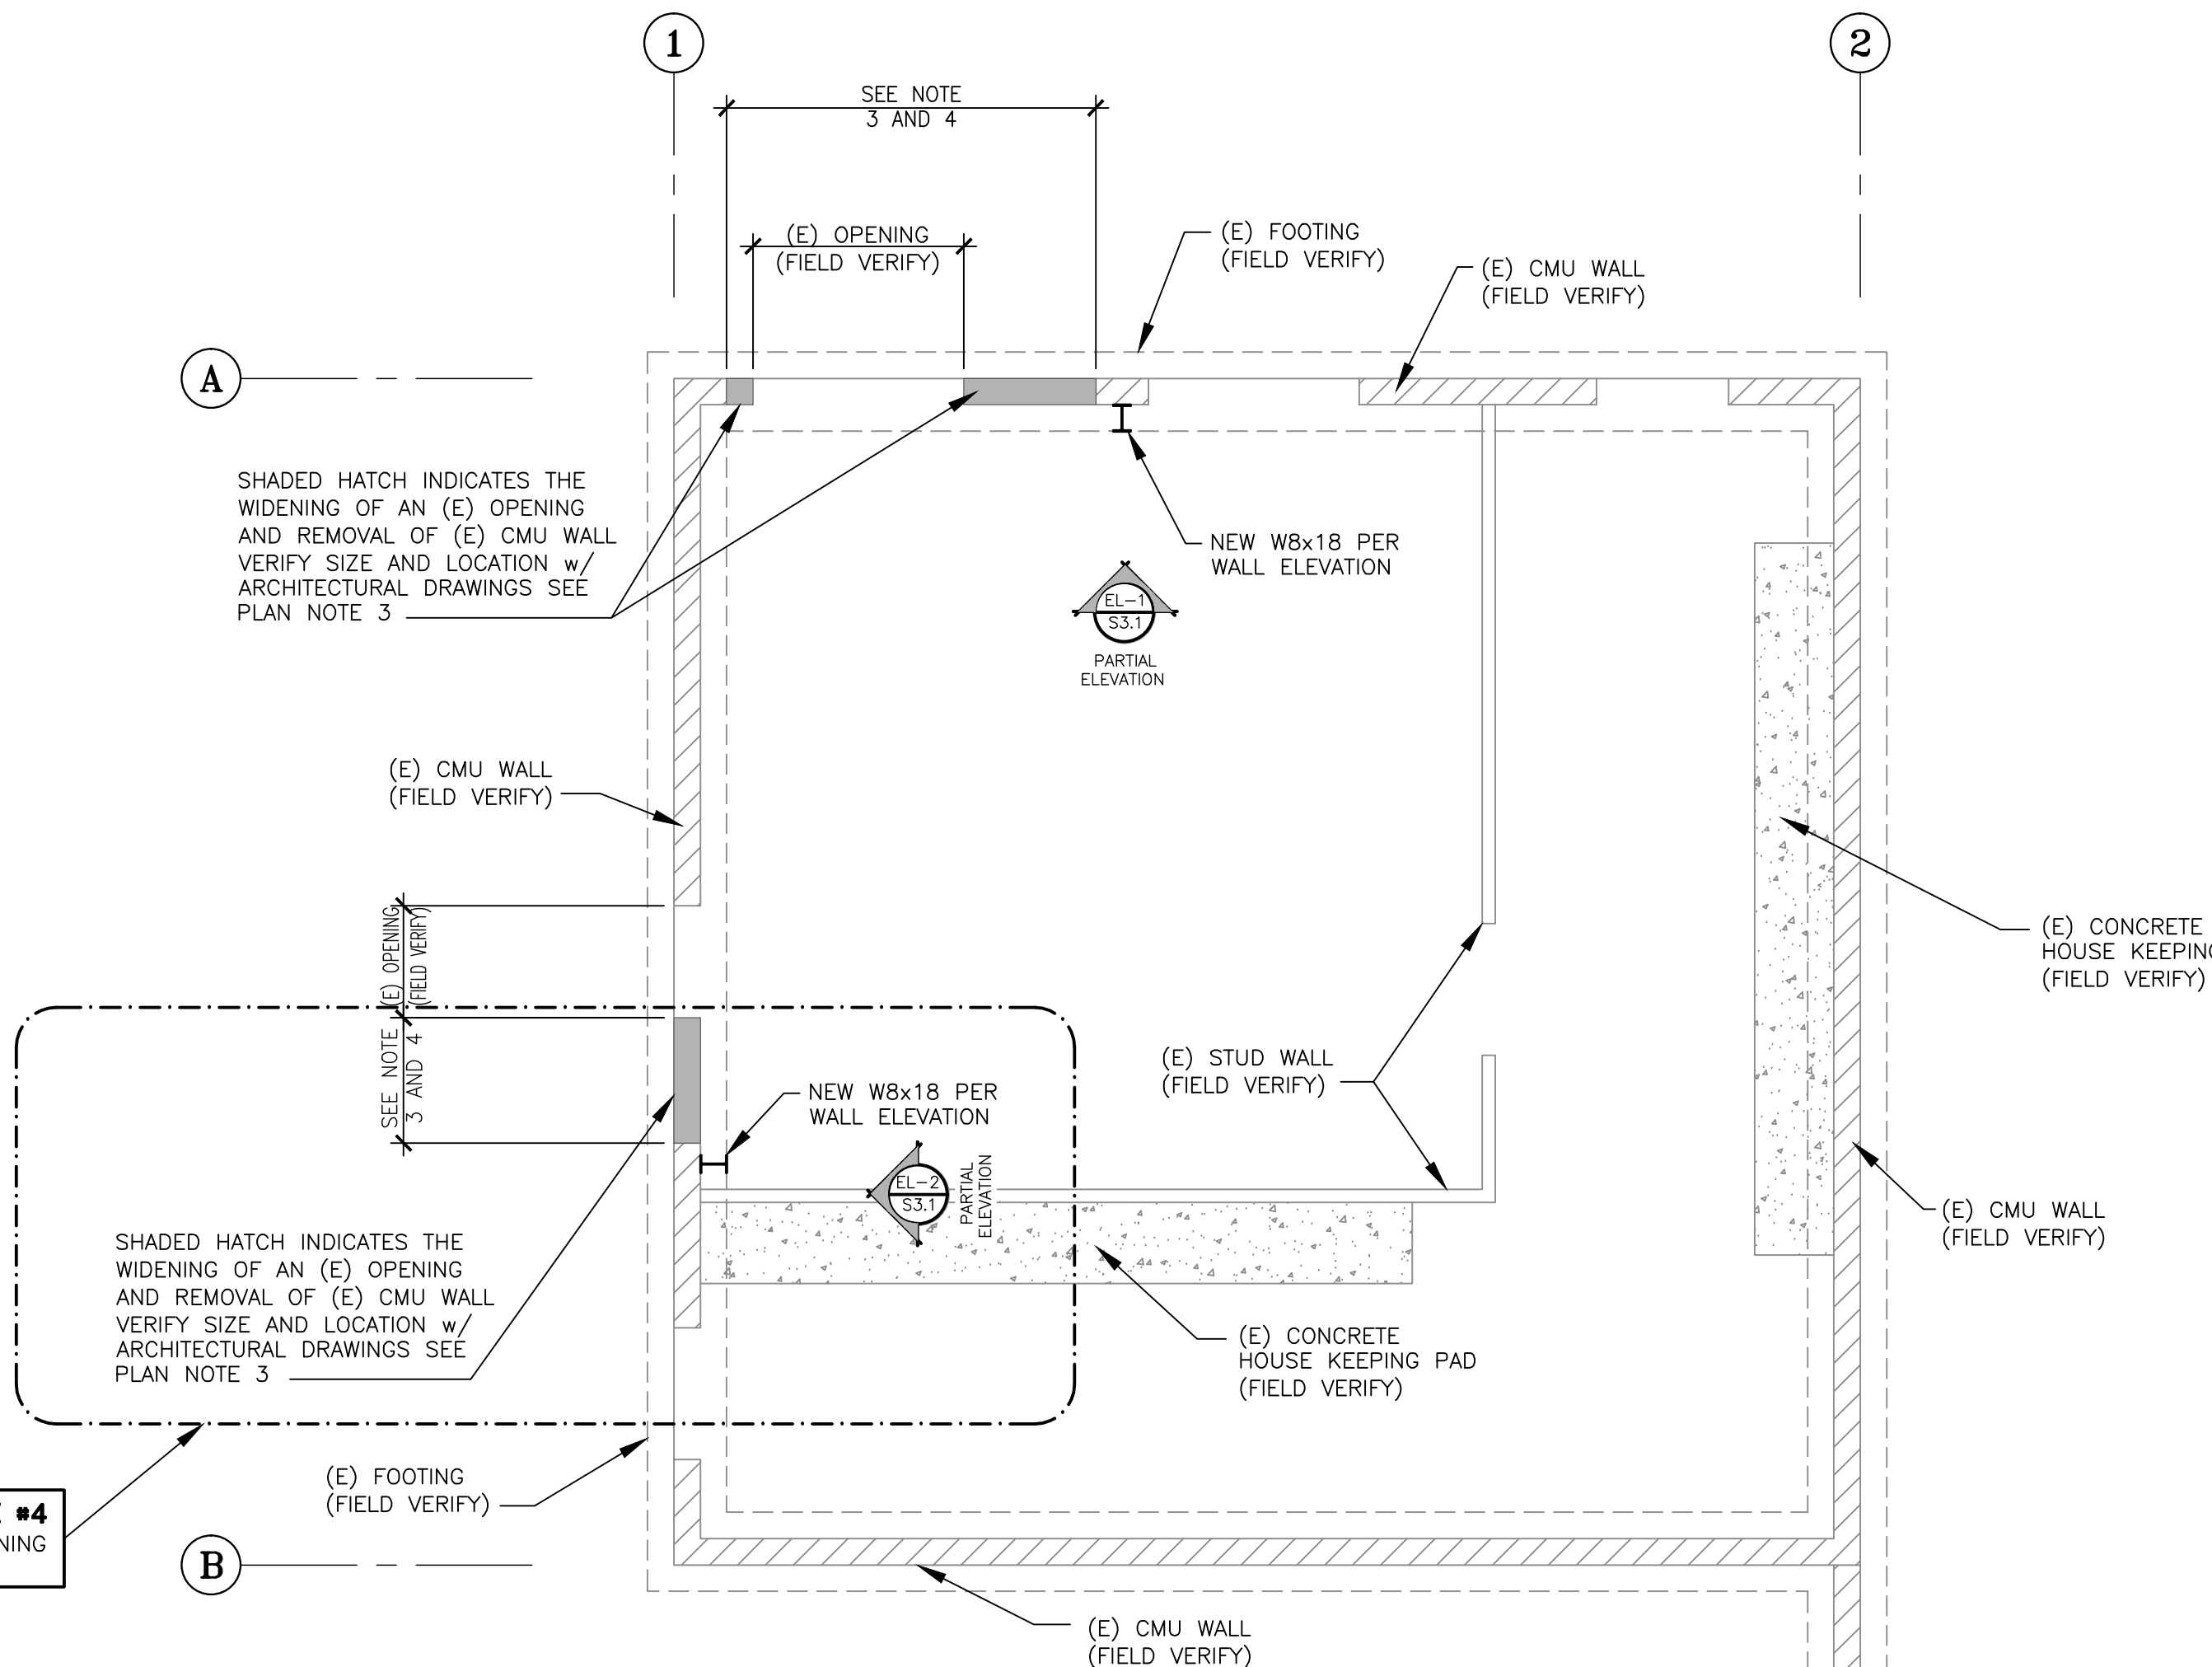 1
2
SEE NOTE
3 AND 4
(E) OPENING
(FIELD VERIFY)
(E) FOOTING
(FIELD VERIFY)
(E) CMU WALL
(FIELD VERIFY)
A
SHADED HATCH INDICATES THE
WIDENING OF AN (E) OPENING
AND REMOVAL OF (E) CMU WALL
VERIFY SIZE AND LOCATION w/
ARCHITECTURAL DRAWINGS SEE
PLAN NOTE 3
NEW W8x18 PER
WALL ELEVATION
EL-1
S3.1
PARTIAL
ELEVATION
(E) CMU WALL
(FIELD VERIFY)
(E) OPENING
(FIELD VERIFY)
SEE NOTE
3 AND 4
(E) CONCRETE
HOUSE KEEPING
(FIELD VERIFY)
(E) STUD WALL
(FIELD VERIFY)
NEW W8x18 PER
WALL ELEVATION
EL-2
S3.1
PARTIAL
ELEVATION
(E) CMU WALL
(FIELD VERIFY)
SHADED HATCH INDICATES THE
WIDENING OF AN (E) OPENING
AND REMOVAL OF (E) CMU WALL
VERIFY SIZE AND LOCATION w/
ARCHITECTURAL DRAWINGS SEE
PLAN NOTE 3
(E) CONCRETE
HOUSE KEEPING PAD
(FIELD VERIFY)
(E) FOOTING
(FIELD VERIFY)
#4
NING
B
(E) CMU WALL
(FIELD VERIFY)